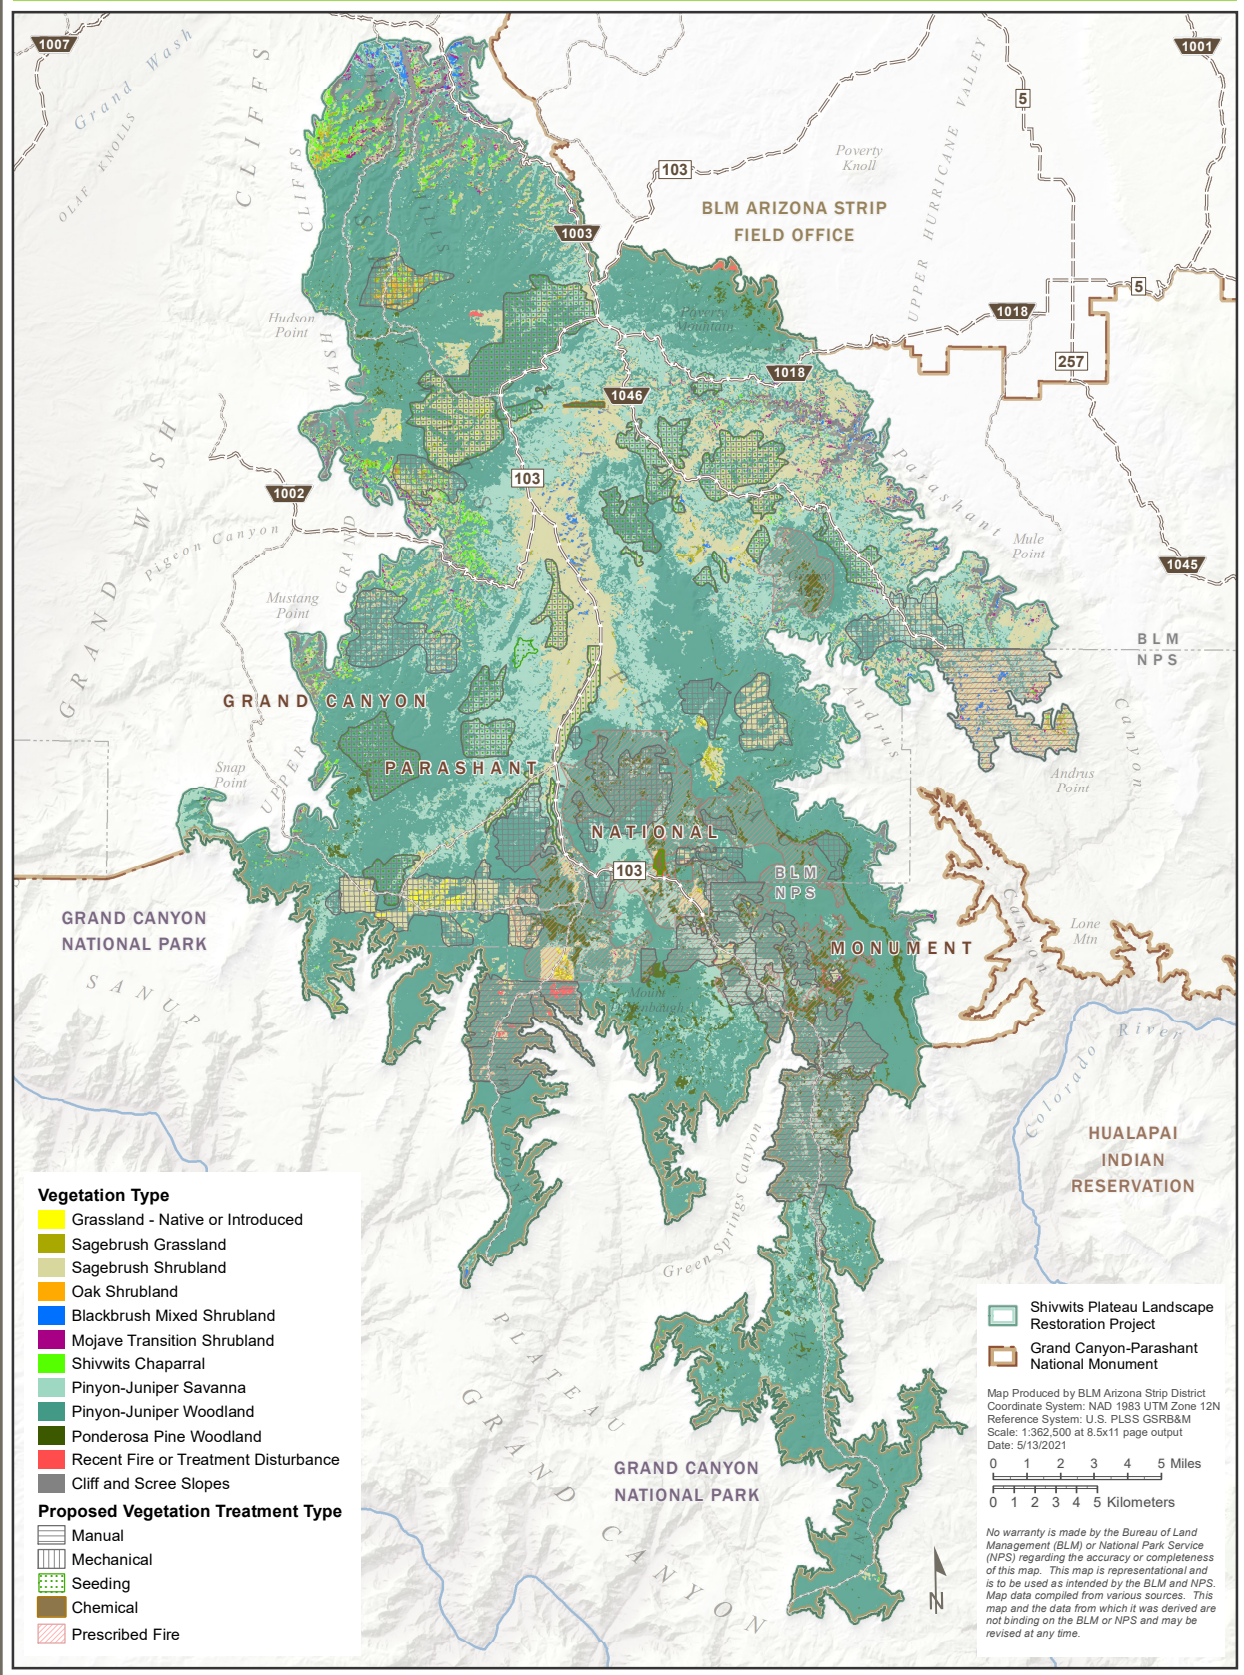 1007
1001
Grand Wash
CLIFFS
OLAF KNOLLS
5
UPPER HURRICANE VALLEY
Poverty
Knoll
103
CLIFFS
BLM ARIZONA STRIP
FIELD OFFICE
1003
HILLS
5
1018
Hudson
Point
Poverty
Mountain
257
WASH
1018
1046
GRAND WASH
103
1002
Parashant
Canyon
Pigeon Canyon
GRAND
Mule
Point
1045
Mustang
Point
BLM
NPS
GRAND CANYON
Andrus
Canyon
PARASHANT
Snap
Point
UPPER
Andrus
Point
NATIONAL
103
BLM
NPS
GRAND CANYON
NATIONAL PARK
MONUMENT
Lone
Mtn
SANUP
PLATEAU
Mount
Colorado River
HUALAPAI
INDIAN
RESERVATION
Green Springs Canyon
GRAND
CANYON
GRAND CANYON
NATIONAL PARK
POINT
Vegetation Type
Grassland - Native or Introduced
Sagebrush Grassland
Sagebrush Shrubland
Oak Shrubland
Blackbrush Mixed Shrubland
Mojave Transition Shrubland
Shivwits Chaparral
Pinyon-Juniper Savanna
Pinyon-Juniper Woodland
Ponderosa Pine Woodland
Recent Fire or Treatment Disturbance
Cliff and Scree Slopes
Proposed Vegetation Treatment Type
Manual
Mechanical
Seeding
Chemical
Prescribed Fire
Shivwits Plateau Landscape
Restoration Project
Grand Canyon-Parashant
National Monument
Map Produced by BLM Arizona Strip District
Coordinate System: NAD 1983 UTM Zone 12N
Reference System: U.S. PLSS GSRB&M
Scale: 1:362,500 at 8.5x11 page output
Date: 5/13/2021
0 1 2 3 4 5 Miles
0 1 2 3 4 5 Kilometers
No warranty is made by the Bureau of Land
Management (BLM) or National Park Service
(NPS) regarding the accuracy or completeness
of this map. This map is representational and
is to be used as intended by the BLM and NPS.
Map data compiled from various sources. This
map and the data from which it was derived are
not binding on the BLM or NPS and may be
revised at any time.
N